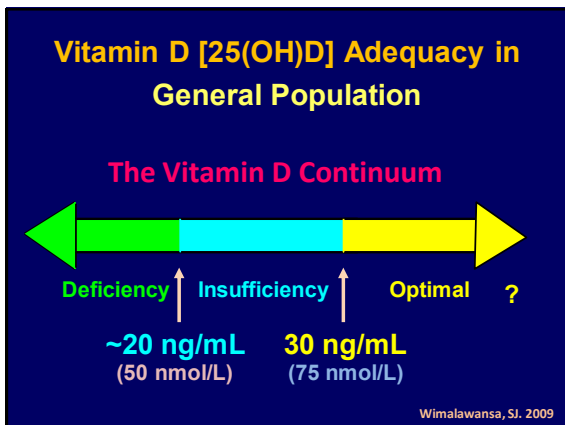 Vitamin D [25(OH)D] Adequacy in
General Population
The Vitamin D Continuum
Deficiency Insufficiency Optimal ?
~20 ng/mL 30 ng/mL
(50 nmol/L) (75 nmol/L)
Wimalawansa, SJ. 2009